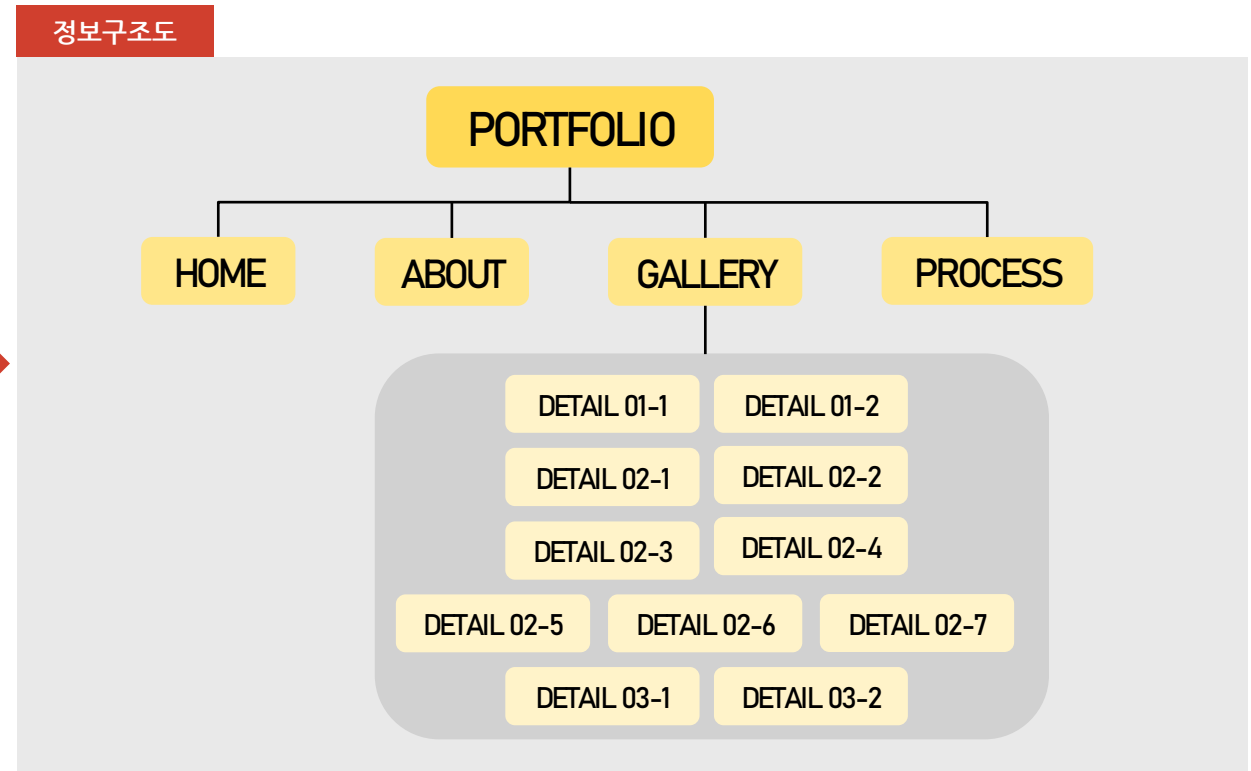 정보구조도
PORTFOLIO
HOME ABOUT GALLERY PROCESS
DETAIL 01-1 DETAIL 01-2
DETAIL 02-1 DETAIL 02-2
DETAIL 02-3 DETAIL 02-4
DETAIL 02-5 DETAIL 02-6 DETAIL 02-7
DETAIL 03-1 DETAIL 03-2